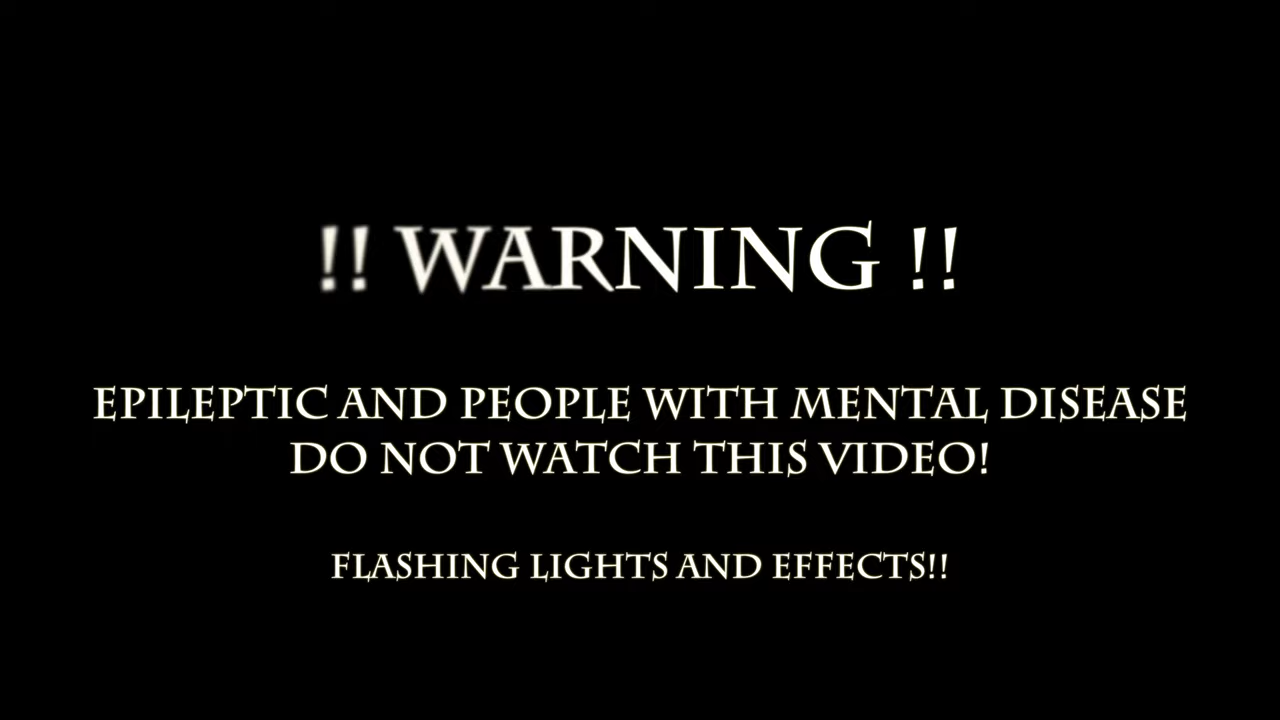 !! WARNING !!
EPILEPTIC AND PEOPLE WITH MENTAL DISEASE
DO NOT WATCH THIS VIDEO!
FLASHING LIGHTS AND EFFECTS!!